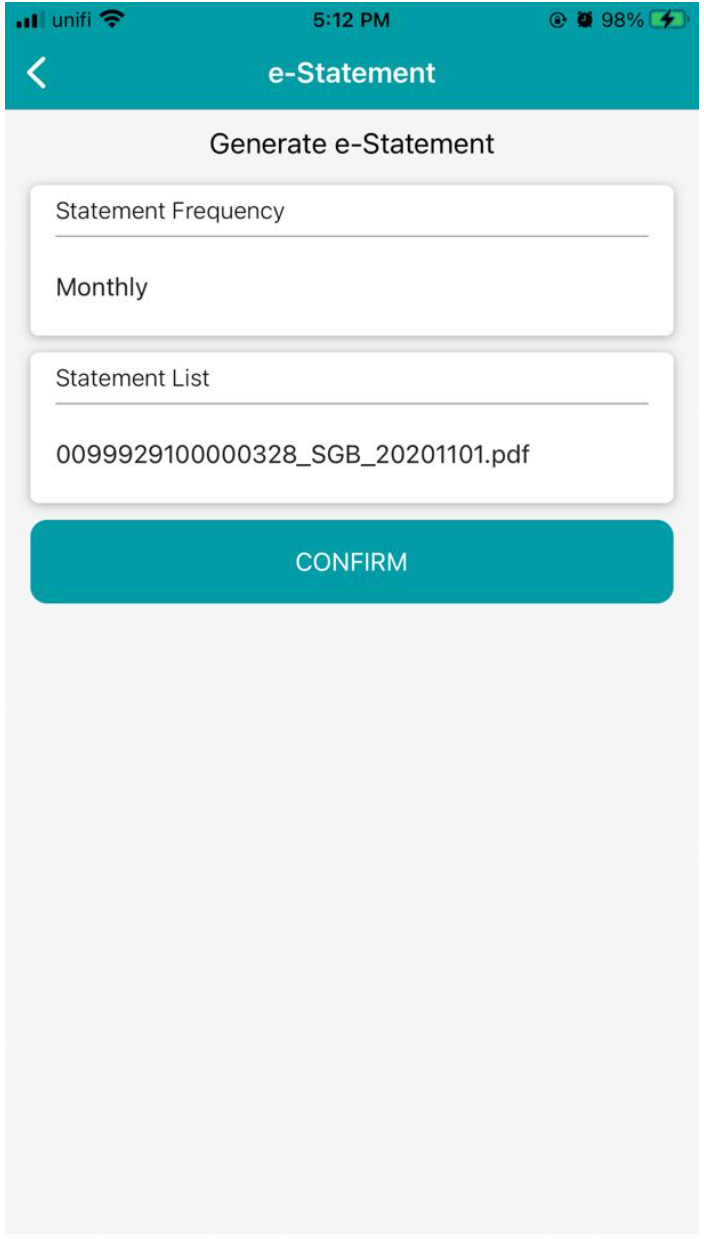 unifi 5:12 PM 98%
e-Statement
Generate e-Statement
Statement Frequency
Monthly
Statement List
0099929100000328_SGB_20201101.pdf
CONFIRM